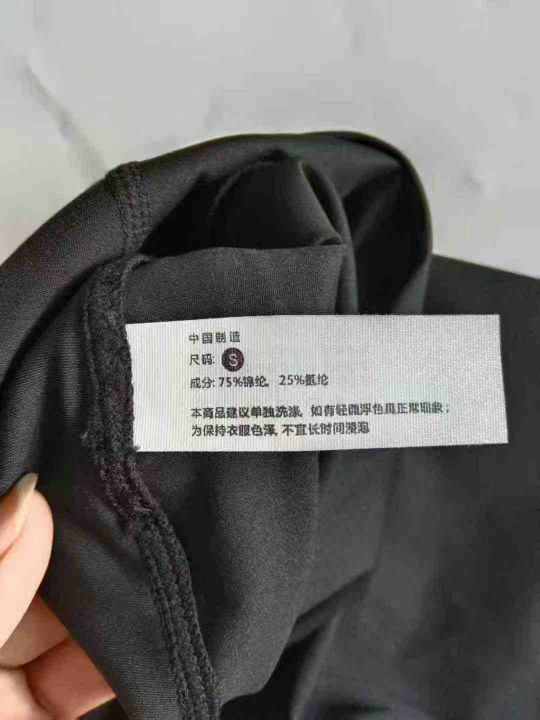 中国制造
尺码: S
成分: 75%锦纶, 25%氨纶
本商品建议单独洗涤, 如有轻微浮色属正常现象;
为保持衣服色泽, 不宜长时间浸泡